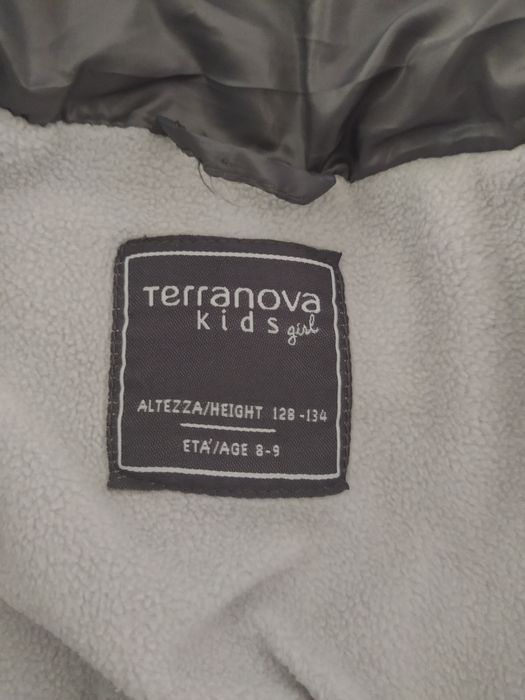 Terranova
Kids girl
ALTEZZA/HEIGHT 128-134
ETA'/AGE 8-9